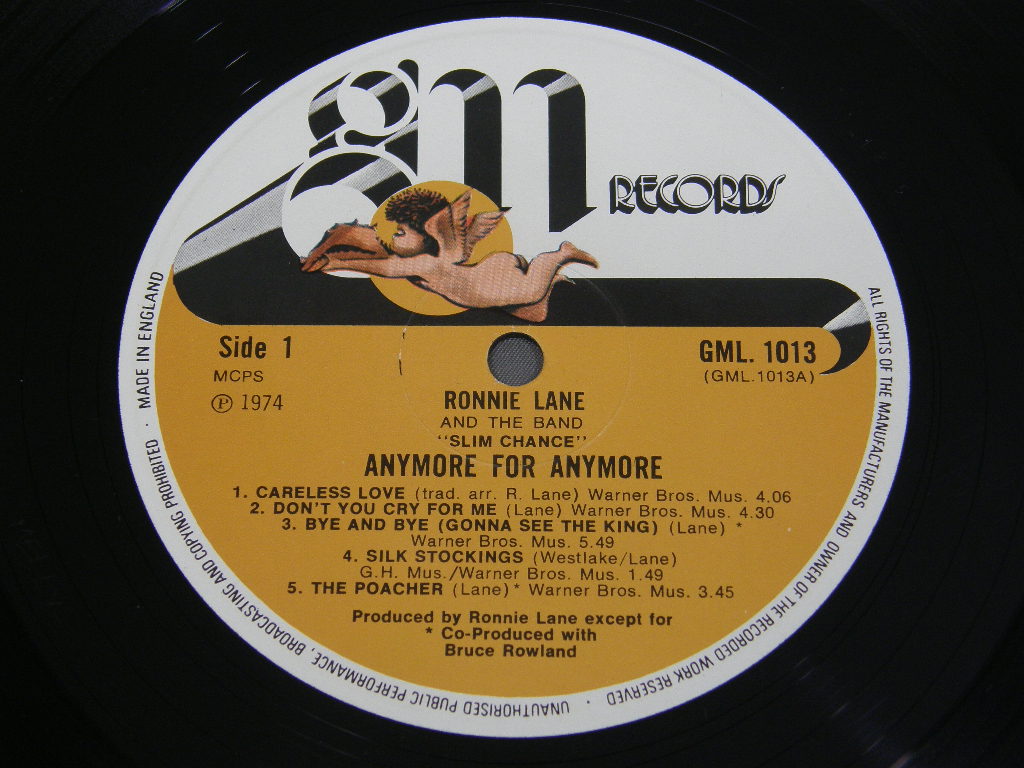 gm
RECORDS
Side 1
GML. 1013
MCPS
(GML.1013A)
Ⓟ 1974
RONNIE LANE
AND THE BAND
"SLIM CHANCE"
ANYMORE FOR ANYMORE
1. CARELESS LOVE (trad. arr. R. Lane) Warner Bros. Mus. 4.06
2. DON'T YOU CRY FOR ME (Lane) Warner Bros. Mus. 4.30
3. BYE AND BYE (GONNA SEE THE KING) (Lane) *
Warner Bros. Mus. 5.49
4. SILK STOCKINGS (Westlake/Lane)
G.H. Mus./Warner Bros. Mus. 1.49
5. THE POACHER (Lane)* Warner Bros. Mus. 3.45
Produced by Ronnie Lane except for
* Co-Produced with
Bruce Rowland
ALL RIGHTS OF THE MANUFACTURERS AND OWNER OF THE RECORDED WORK RESERVED · UNAUTHORISED PUBLIC PERFORMANCE, BROADCASTING AND COPYING PROHIBITED · MADE IN ENGLAND